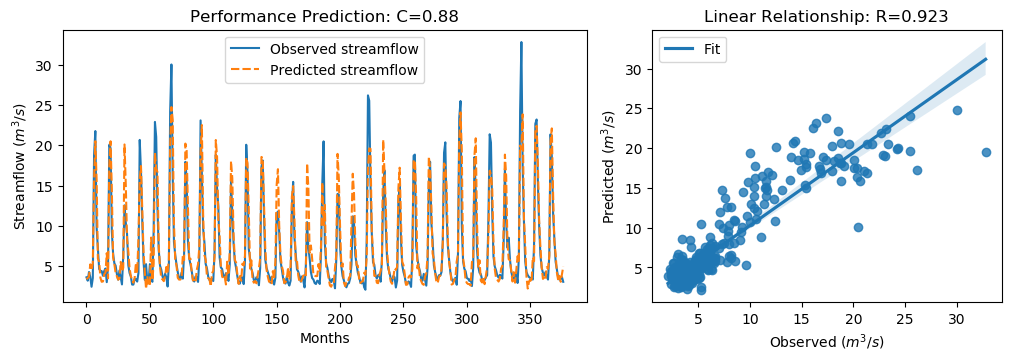 Performance Prediction: C=0.88
Observed streamflow
Predicted streamflow
Streamflow (m³/s)
30
25
20
15
10
5
0
50
100
150
200
250
300
350
Months
Linear Relationship: R=0.923
Fit
Predicted (m³/s)
30
25
20
15
10
5
5
10
15
20
25
30
Observed (m³/s)